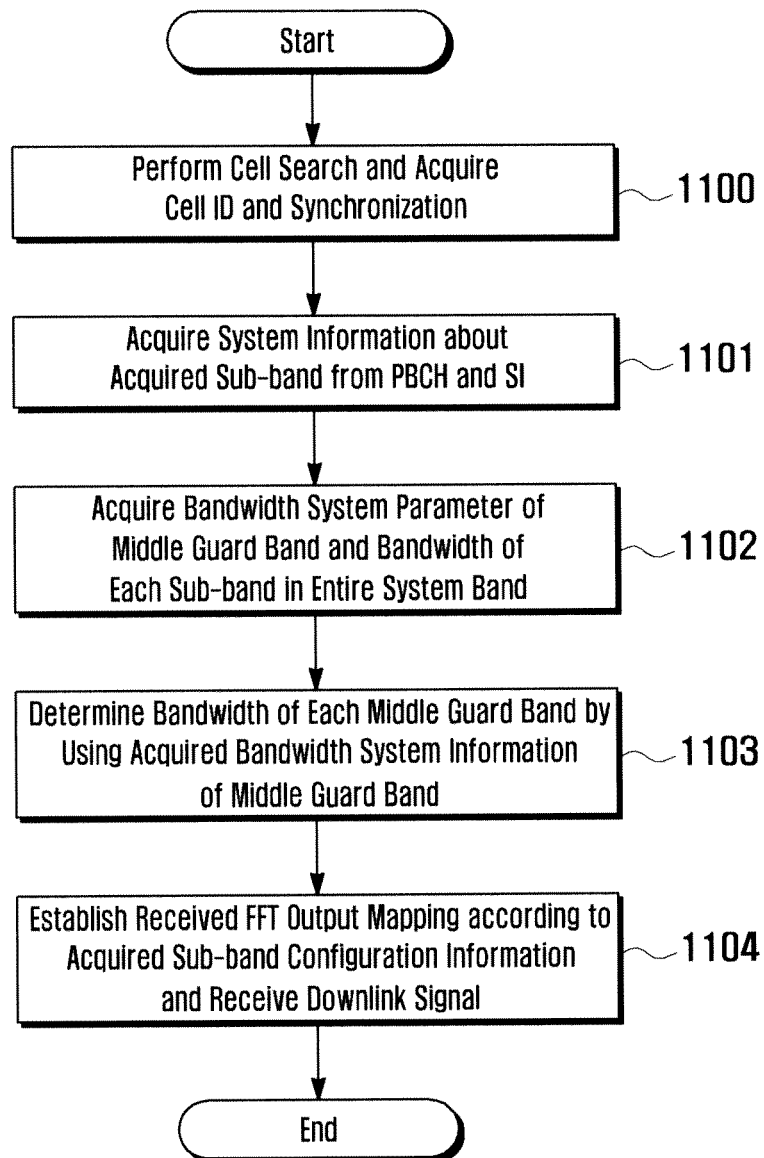 Start
Perform Cell Search and Acquire
Cell ID and Synchronization
1100
Acquire System Information about
Acquired Sub-band from PBCH and SI
1101
Acquire Bandwidth System Parameter of
Middle Guard Band and Bandwidth of
Each Sub-band in Entire System Band
1102
Determine Bandwidth of Each Middle Guard Band by
Using Acquired Bandwidth System Information
of Middle Guard Band
1103
Establish Received FFT Output Mapping according to
Acquired Sub-band Configuration Information
and Receive Downlink Signal
1104
End